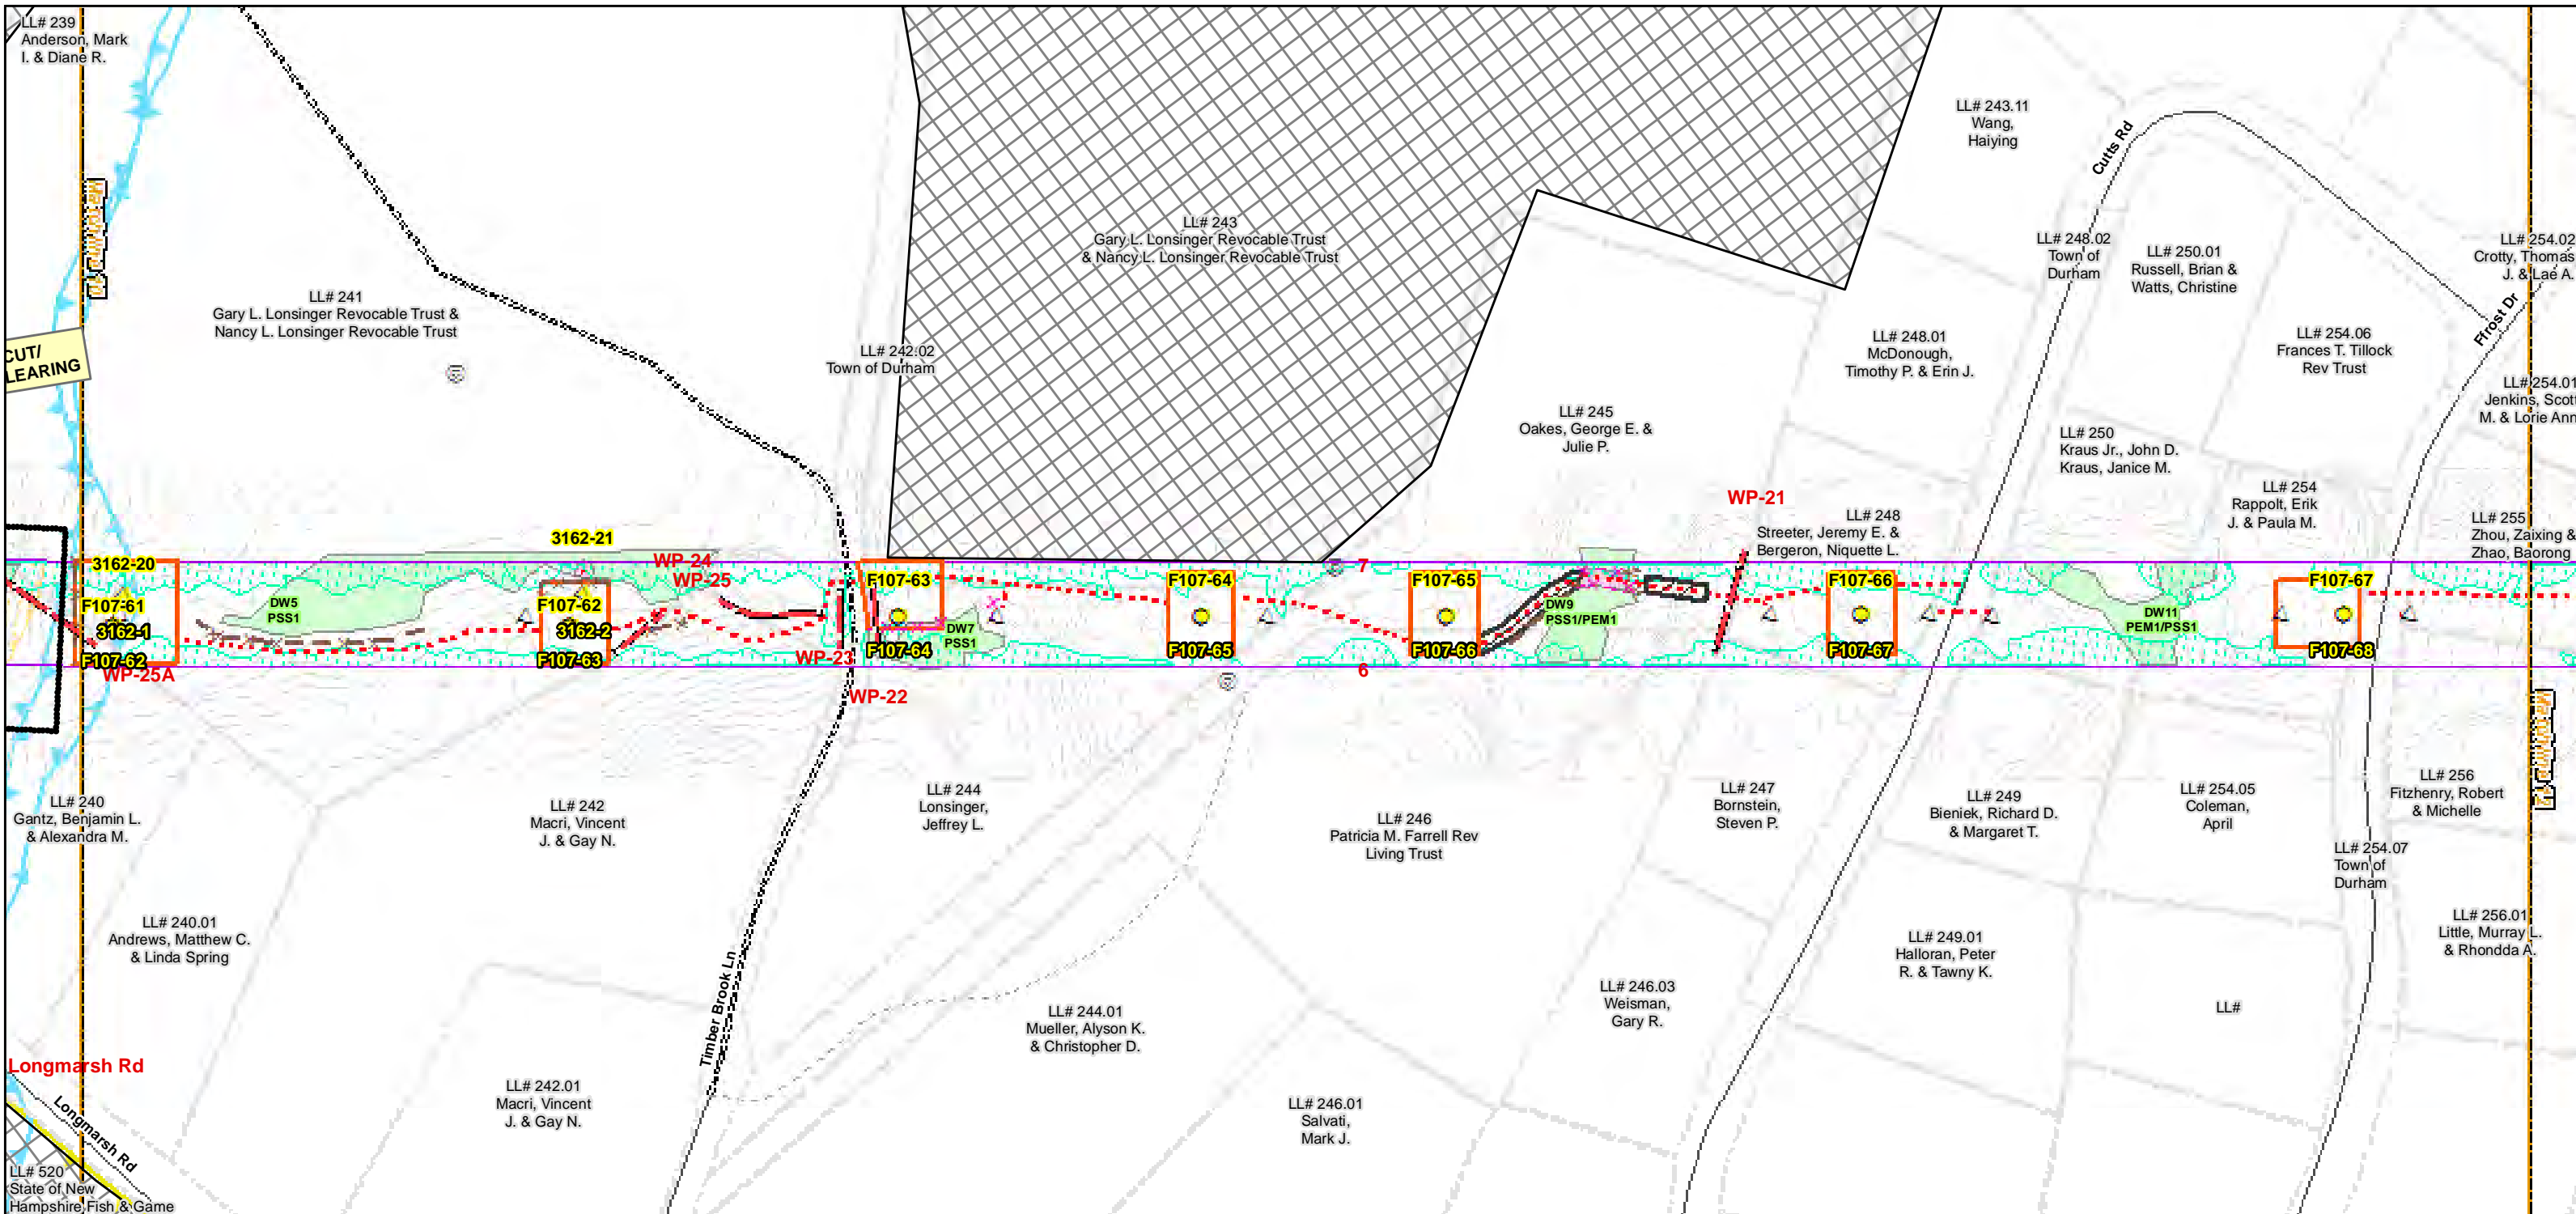 LL# 239
Anderson, Mark
I. & Diane R.
CUT/
LEARING
LL# 241
Gary L. Lonsinger Revocable Trust &
Nancy L. Lonsinger Revocable Trust
LL# 242.02
Town of Durham
LL# 243
Gary L. Lonsinger Revocable Trust
& Nancy L. Lonsinger Revocable Trust
LL# 243.11
Wang,
Haiying
Cutts Rd
LL# 248.02
Town of
Durham
LL# 250.01
Russell, Brian &
Watts, Christine
LL# 254.02
Crotty, Thomas
J. & Lae A.
Ffrost Dr
LL# 254.06
Frances T. Tillock
Rev Trust
LL# 254.01
Jenkins, Scott
M. & Lorie Ann
LL# 248.01
McDonough,
Timothy P. & Erin J.
LL# 245
Oakes, George E. &
Julie P.
LL# 250
Kraus Jr., John D.
Kraus, Janice M.
LL# 254
Rappolt, Erik
J. & Paula M.
LL# 255
Zhou, Zaixing &
Zhao, Baorong
WP-21
LL# 248
Streeter, Jeremy E. &
Bergeron, Niquette L.
3162-20
F107-61
3162-1
F107-62
WP-25A
DW5
PSS1
3162-21
F107-62
3162-2
F107-63
WP-24
WP-25
WP-23
WP-22
F107-63
F107-64
DW7
PSS1
F107-64
F107-65
7
6
F107-65
F107-66
DW9
PSS1/PEM1
F107-66
F107-67
DW11
PEM1/PSS1
F107-67
F107-68
LL# 240
Gantz, Benjamin L.
& Alexandra M.
LL# 242
Macri, Vincent
J. & Gay N.
LL# 244
Lonsinger,
Jeffrey L.
LL# 246
Patricia M. Farrell Rev
Living Trust
LL# 247
Bornstein,
Steven P.
LL# 249
Bieniek, Richard D.
& Margaret T.
LL# 254.05
Coleman,
April
LL# 256
Fitzhenry, Robert
& Michelle
LL# 254.07
Town of
Durham
LL# 240.01
Andrews, Matthew C.
& Linda Spring
Timber Brook Ln
LL# 244.01
Mueller, Alyson K.
& Christopher D.
LL# 246.03
Weisman,
Gary R.
LL# 249.01
Halloran, Peter
R. & Tawny K.
LL#
LL# 256.01
Little, Murray L.
& Rhondda A.
Longmarsh Rd
Longmarsh Rd
LL# 242.01
Macri, Vincent
J. & Gay N.
LL# 246.01
Salvati,
Mark J.
LL# 520
State of New
Hampshire Fish & Game